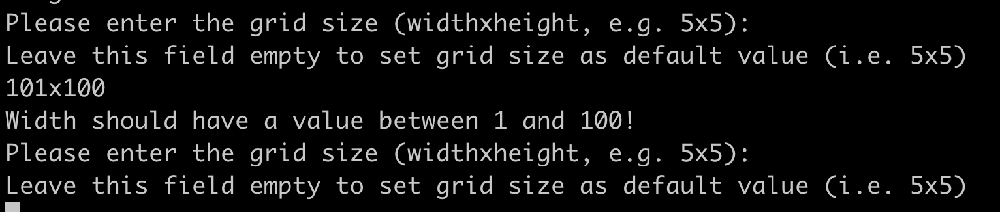 Please enter the grid size (widthxheight, e.g. 5x5):
Leave this field empty to set grid size as default value (i.e. 5x5)
101x100
Width should have a value between 1 and 100!
Please enter the grid size (widthxheight, e.g. 5x5):
Leave this field empty to set grid size as default value (i.e. 5x5)